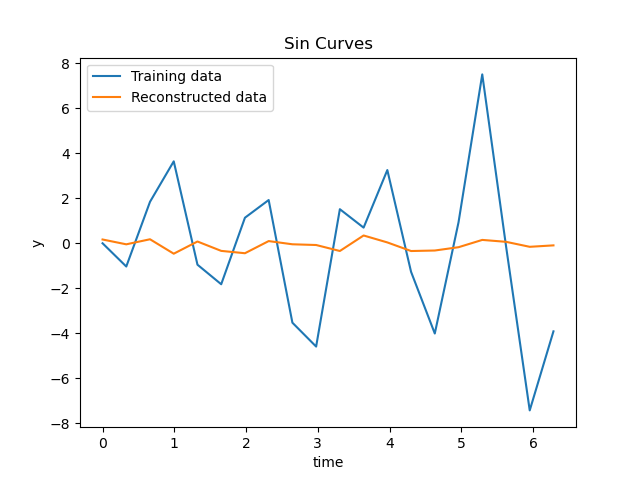 Sin Curves
Training data
Reconstructed data
8
6
4
2
0
−2
−4
−6
−8
y
0 1 2 3 4 5 6
time